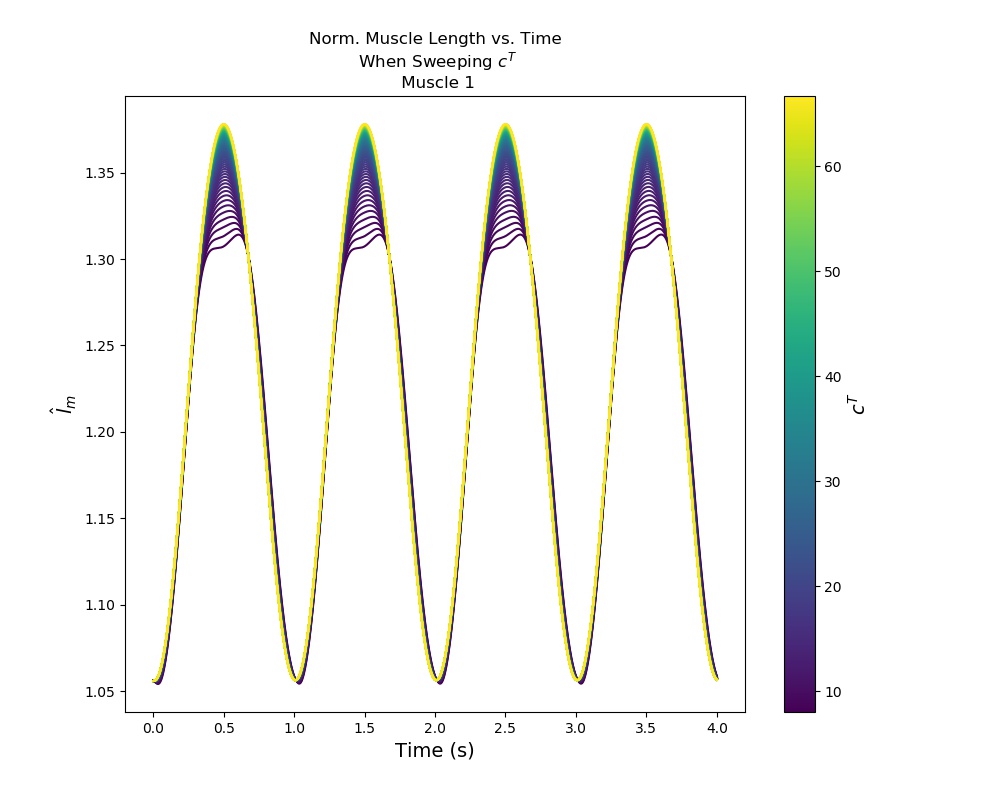 Norm. Muscle Length vs. Time
When Sweeping c^T
Muscle 1
1.35
1.30
1.25
1.20
1.15
1.10
1.05
l̂_m
0.0 0.5 1.0 1.5 2.0 2.5 3.0 3.5 4.0
Time (s)
60
50
40
30
20
10
c^T